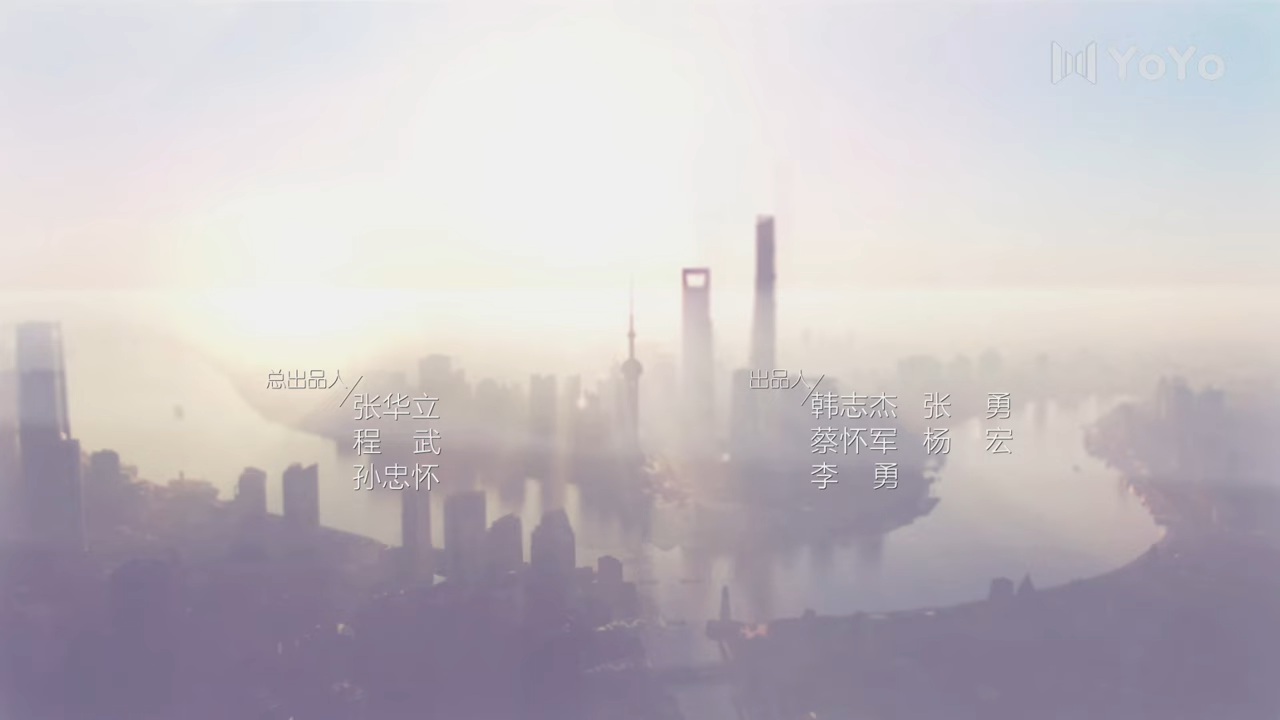 YoYo
总出品人
张华立
程 武
孙忠怀
出品人
韩志杰 张 勇
蔡怀军 杨 宏
李 勇